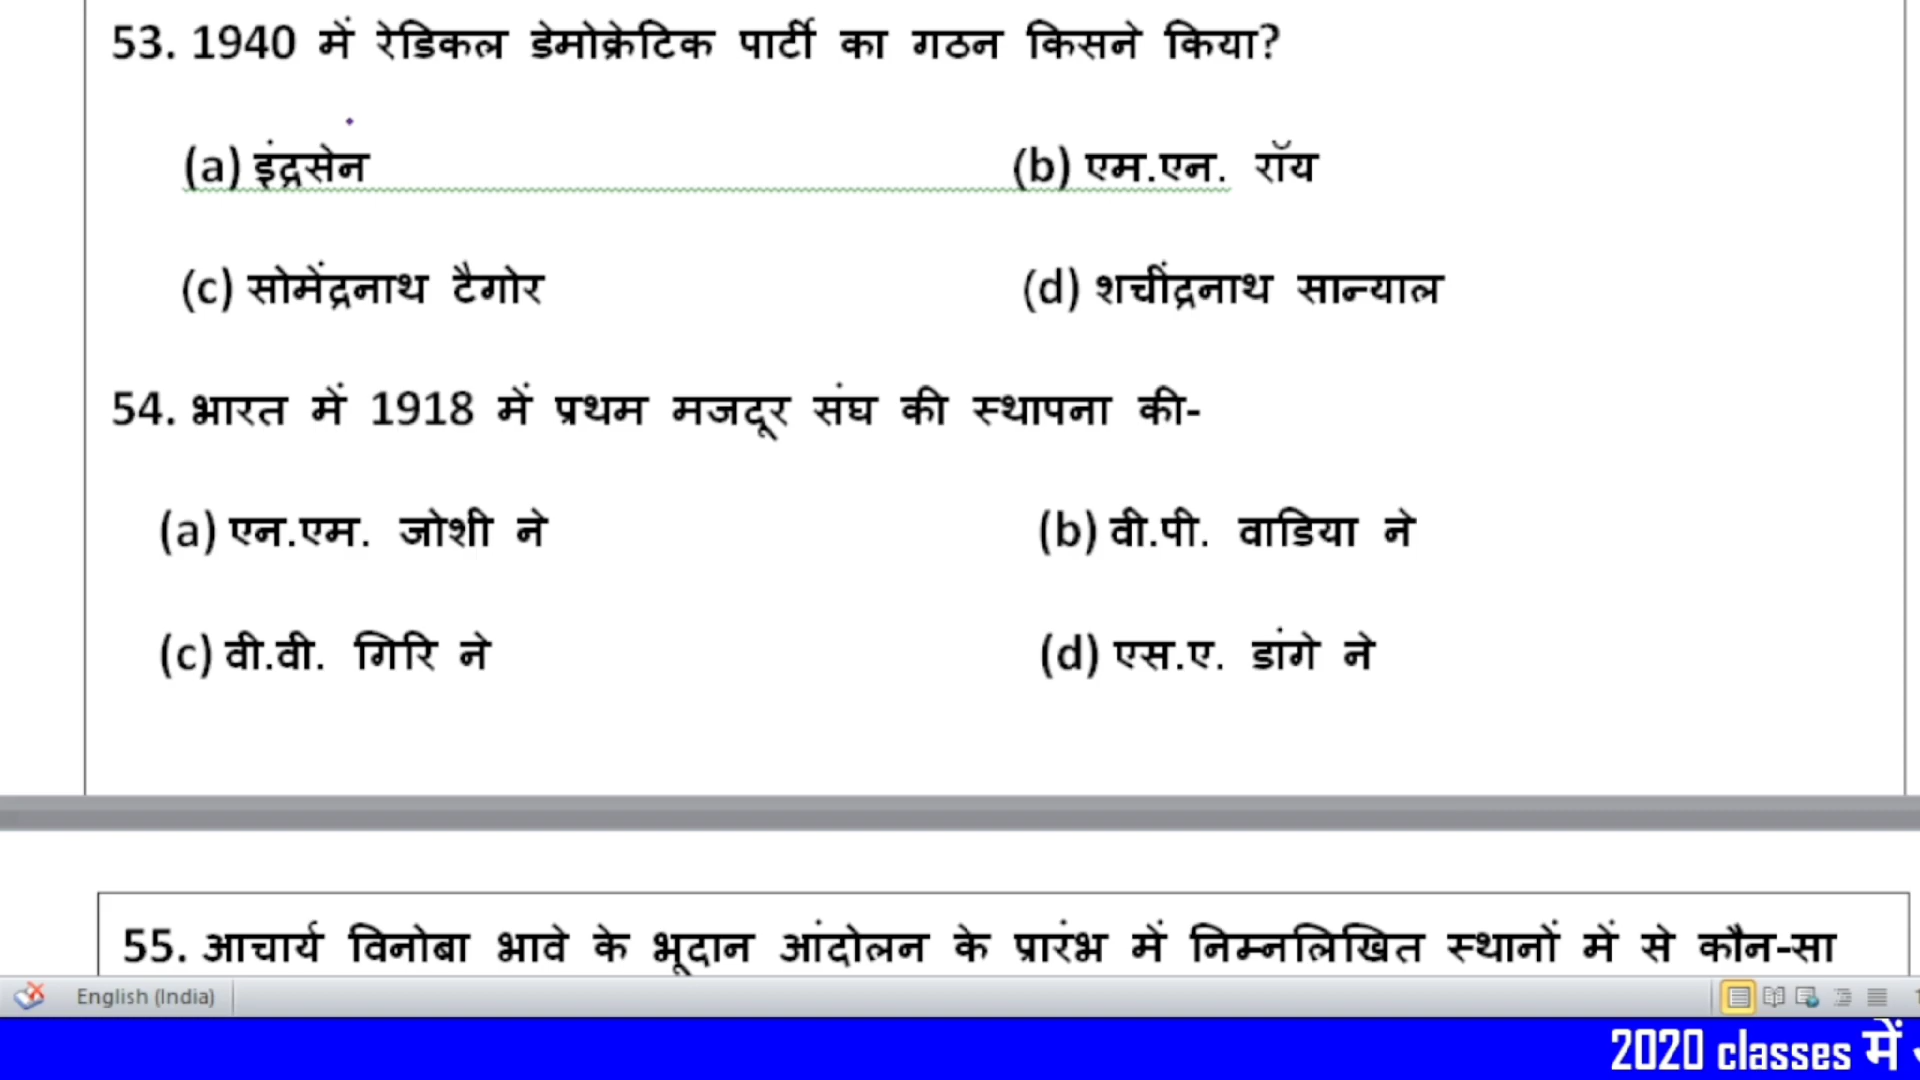 53. 1940 में रेडिकल डेमोक्रेटिक पार्टी का गठन किसने किया?
(a) इंद्रसेन (b) एम.एन. रॉय
(c) सोमेंद्रनाथ टैगोर (d) शचींद्रनाथ सान्याल
54. भारत में 1918 में प्रथम मजदूर संघ की स्थापना की-
(a) एन.एम. जोशी ने (b) वी.पी. वाडिया ने
(c) वी.वी. गिरि ने (d) एस.ए. डांगे ने
55. आचार्य विनोबा भावे के भूदान आंदोलन के प्रारंभ में निम्नलिखित स्थानों में से कौन-सा
English (India)
2020 classes में